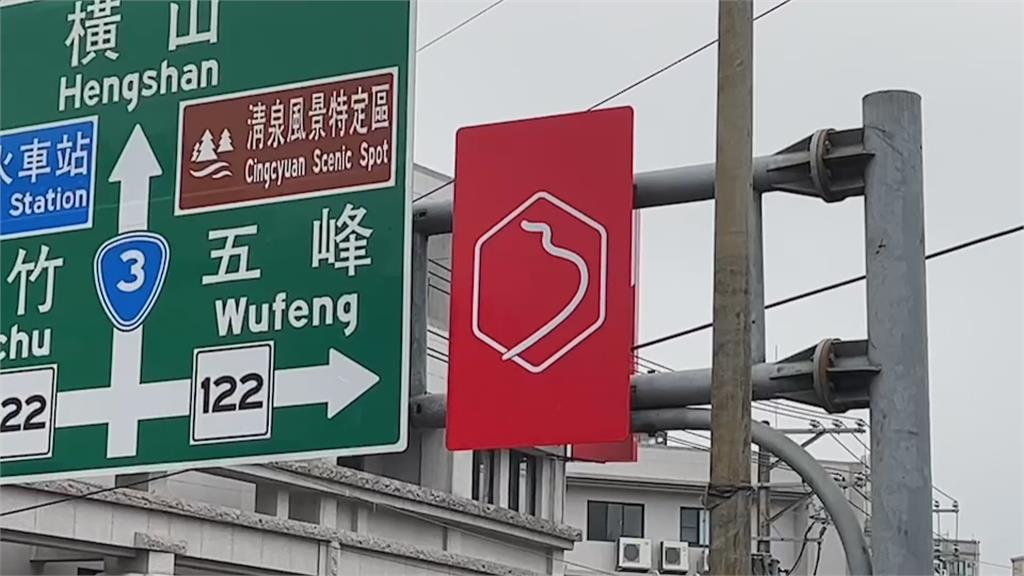 橫山
Hengshan
清泉風景特定區
Cingcyuan Scenic Spot
火車站
Station
3
竹
chu
五峰
Wufeng
22
122